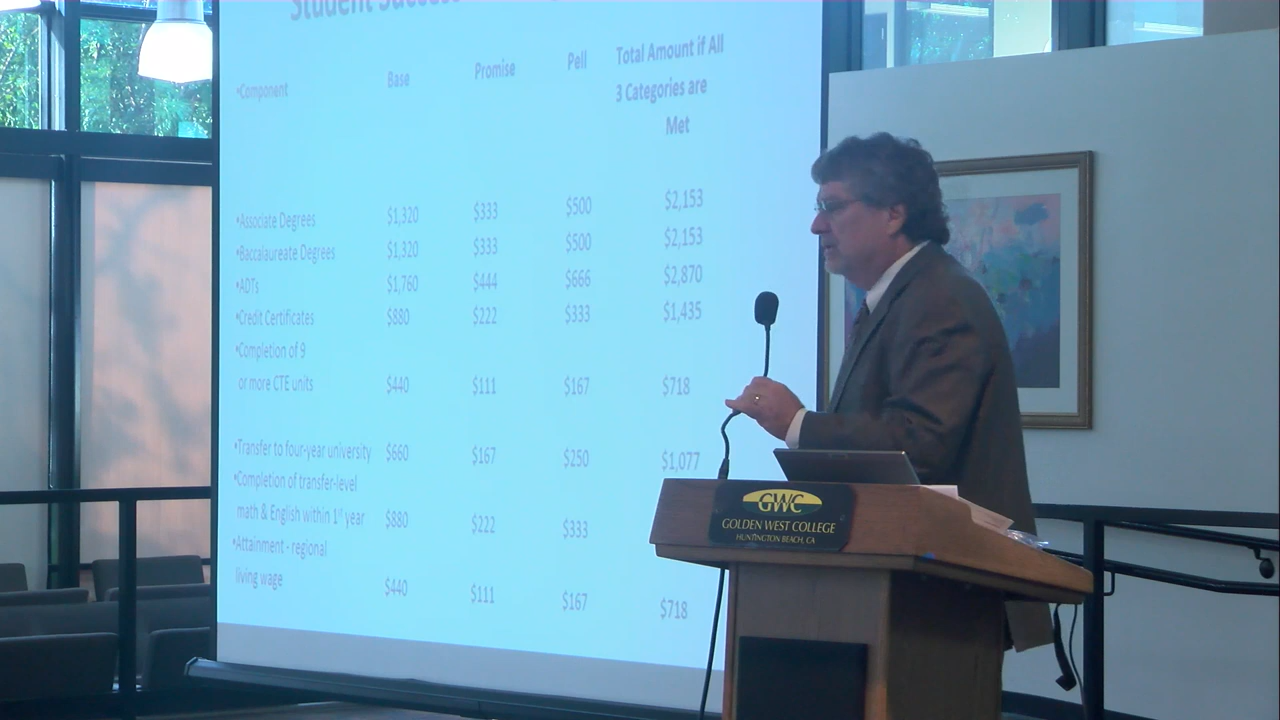 Student Success
•Component Base Promise Pell Total Amount if All
3 Categories are
Met
•Associate Degrees $1,320 $333 $500 $2,153
•Baccalaureate Degrees $1,320 $333 $500 $2,153
•ADTs $1,760 $444 $666 $2,870
•Credit Certificates $880 $222 $333 $1,435
•Completion of 9
or more CTE units $440 $111 $167 $718
•Transfer to four-year university $660 $167 $250 $1,077
•Completion of transfer-level
math & English within 1st year $880 $222 $333
•Attainment - regional
living wage $440 $111 $167 $718
GWC
GOLDEN WEST COLLEGE
HUNTINGTON BEACH, CA